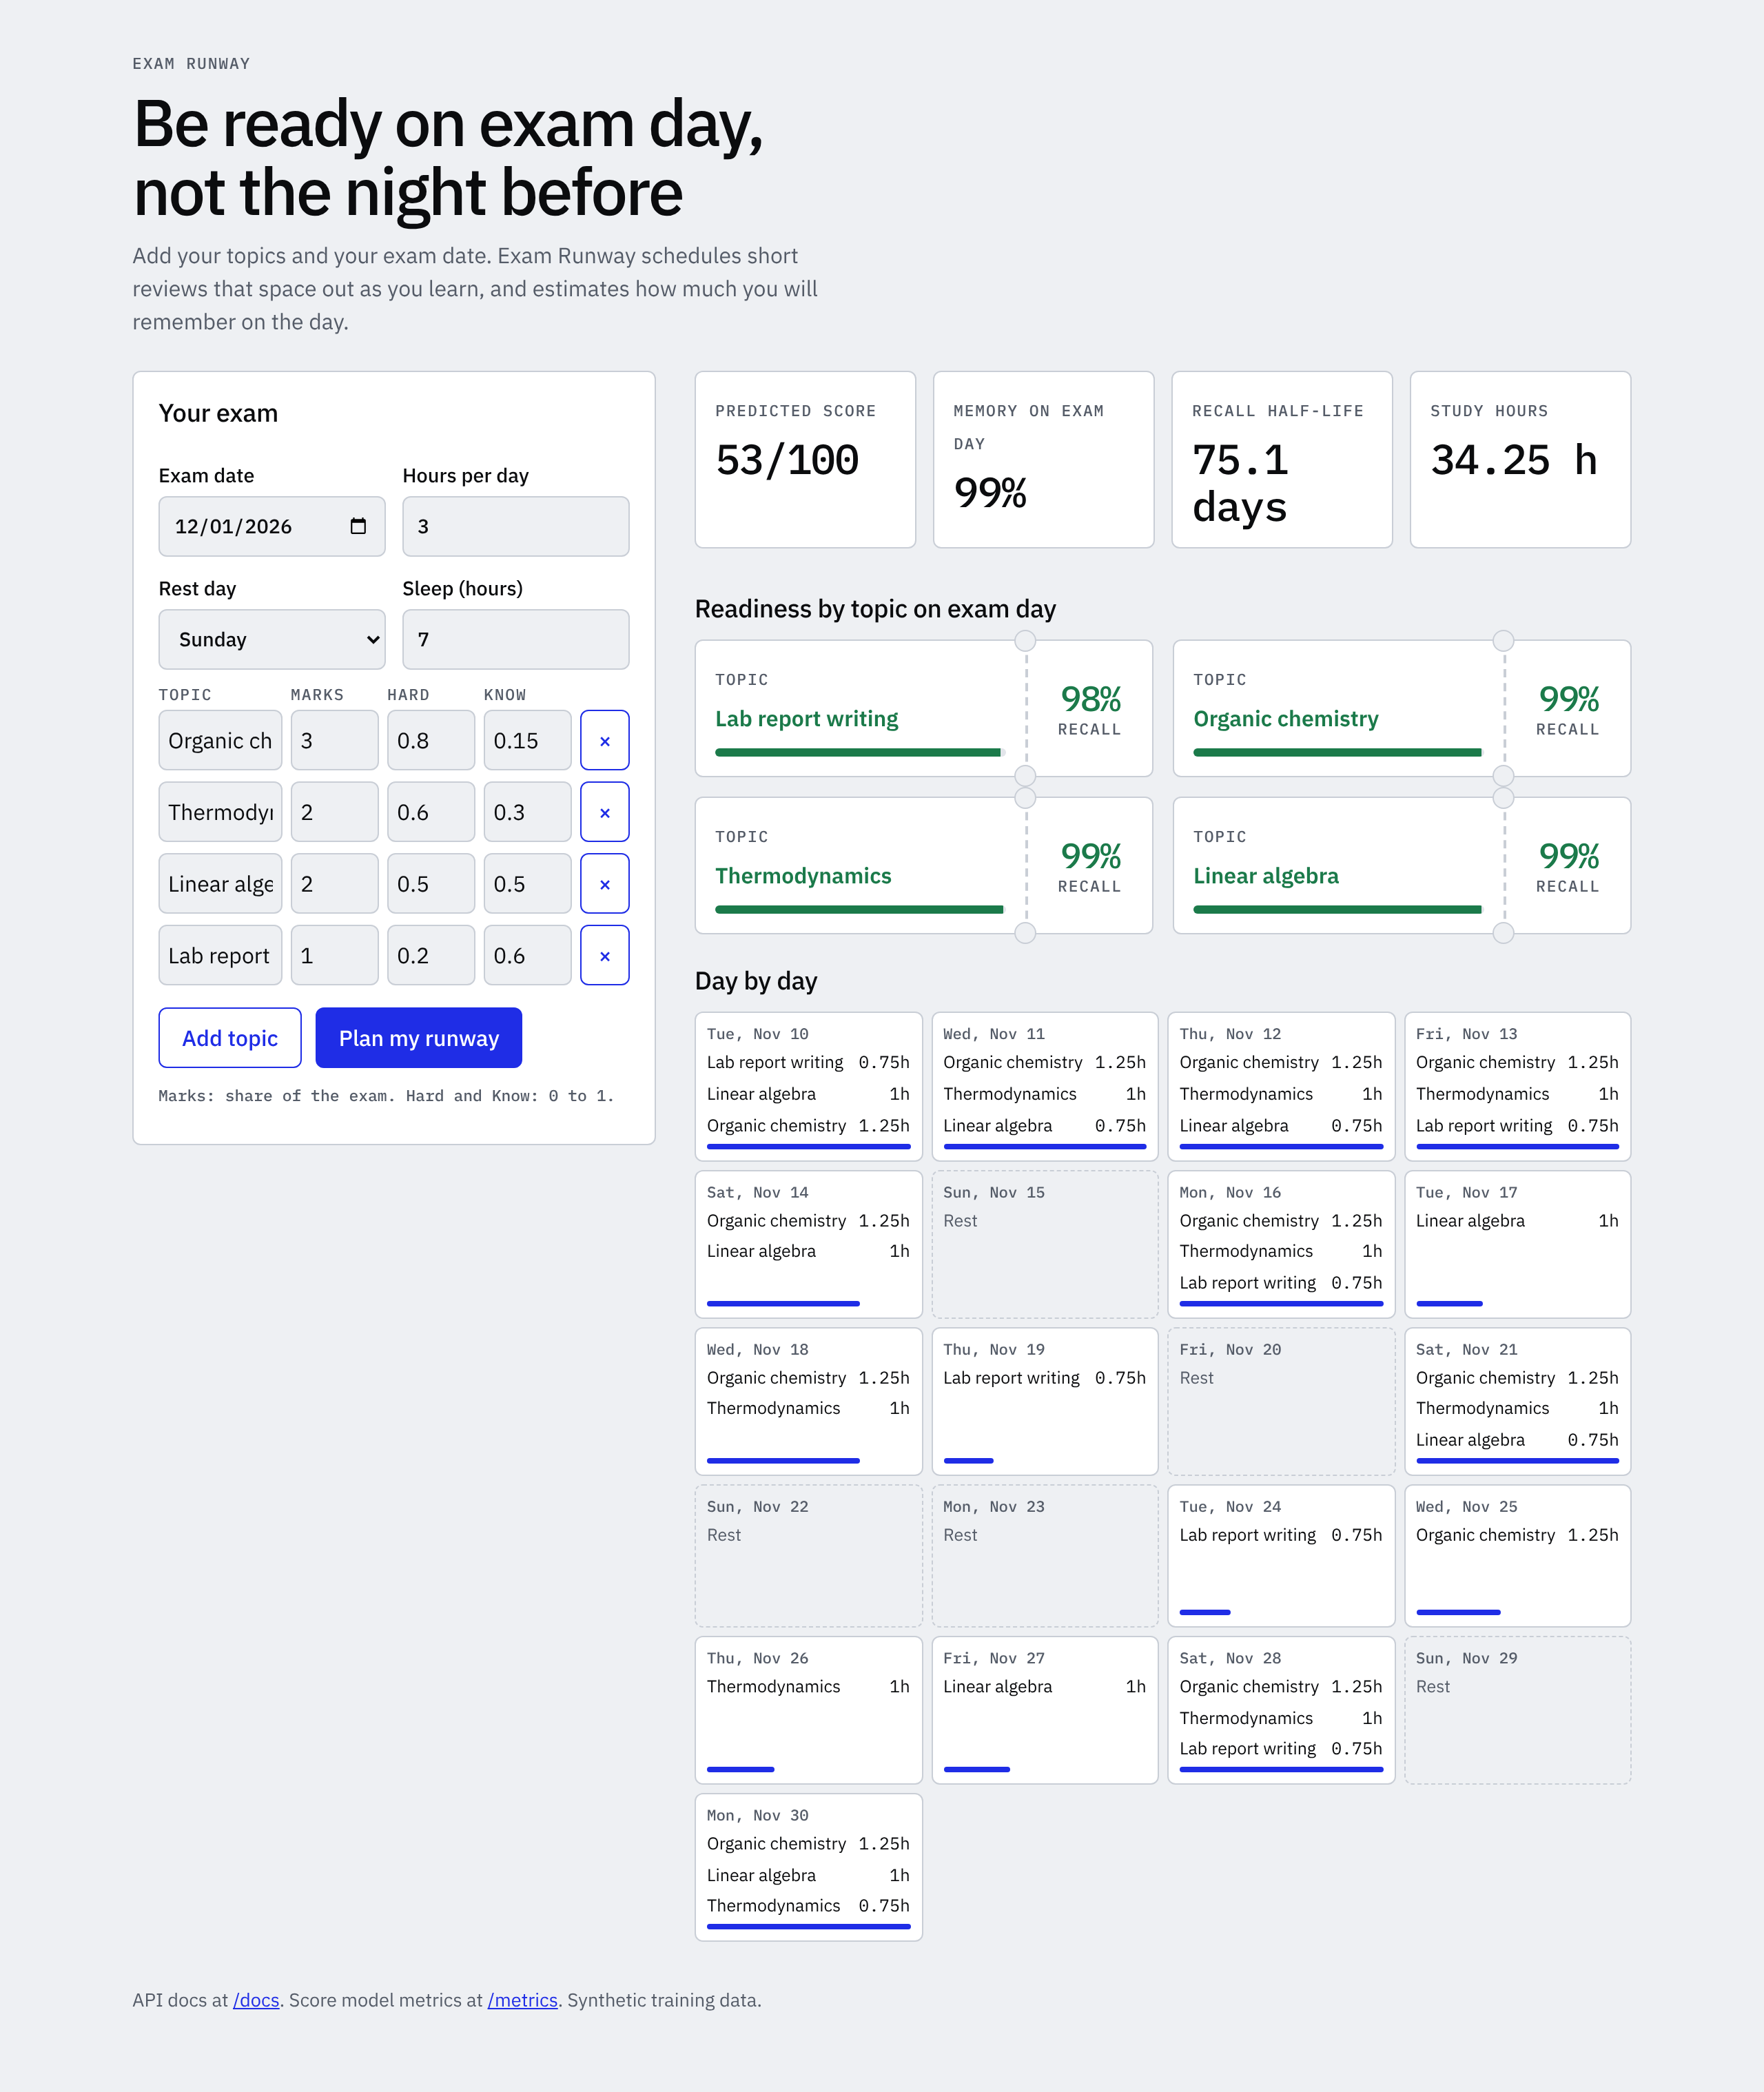 EXAM RUNWAY
Be ready on exam day,
not the night before
Add your topics and your exam date. Exam Runway schedules short
reviews that space out as you learn, and estimates how much you will
remember on the day.
Your exam
Exam date
Hours per day
12/01/2026
3
Rest day
Sleep (hours)
Sunday
7
TOPIC MARKS HARD KNOW
Organic ch 3 0.8 0.15 ×
Thermodyn 2 0.6 0.3 ×
Linear alge 2 0.5 0.5 ×
Lab report 1 0.2 0.6 ×
Add topic
Plan my runway
Marks: share of the exam. Hard and Know: 0 to 1.
PREDICTED SCORE
53/100
MEMORY ON EXAM
DAY
99%
RECALL HALF-LIFE
75.1
days
STUDY HOURS
34.25 h
Readiness by topic on exam day
TOPIC
Lab report writing
98%
RECALL
TOPIC
Organic chemistry
99%
RECALL
TOPIC
Thermodynamics
99%
RECALL
TOPIC
Linear algebra
99%
RECALL
Day by day
Tue, Nov 10
Lab report writing 0.75h
Linear algebra 1h
Organic chemistry 1.25h
Wed, Nov 11
Organic chemistry 1.25h
Thermodynamics 1h
Linear algebra 0.75h
Thu, Nov 12
Organic chemistry 1.25h
Thermodynamics 1h
Linear algebra 0.75h
Fri, Nov 13
Organic chemistry 1.25h
Thermodynamics 1h
Lab report writing 0.75h
Sat, Nov 14
Organic chemistry 1.25h
Linear algebra 1h
Sun, Nov 15
Rest
Mon, Nov 16
Organic chemistry 1.25h
Thermodynamics 1h
Lab report writing 0.75h
Tue, Nov 17
Linear algebra 1h
Wed, Nov 18
Organic chemistry 1.25h
Thermodynamics 1h
Thu, Nov 19
Lab report writing 0.75h
Fri, Nov 20
Rest
Sat, Nov 21
Organic chemistry 1.25h
Thermodynamics 1h
Linear algebra 0.75h
Sun, Nov 22
Rest
Mon, Nov 23
Rest
Tue, Nov 24
Lab report writing 0.75h
Wed, Nov 25
Organic chemistry 1.25h
Thu, Nov 26
Thermodynamics 1h
Fri, Nov 27
Linear algebra 1h
Sat, Nov 28
Organic chemistry 1.25h
Thermodynamics 1h
Lab report writing 0.75h
Sun, Nov 29
Rest
Mon, Nov 30
Organic chemistry 1.25h
Linear algebra 1h
Thermodynamics 0.75h
API docs at /docs. Score model metrics at /metrics. Synthetic training data.